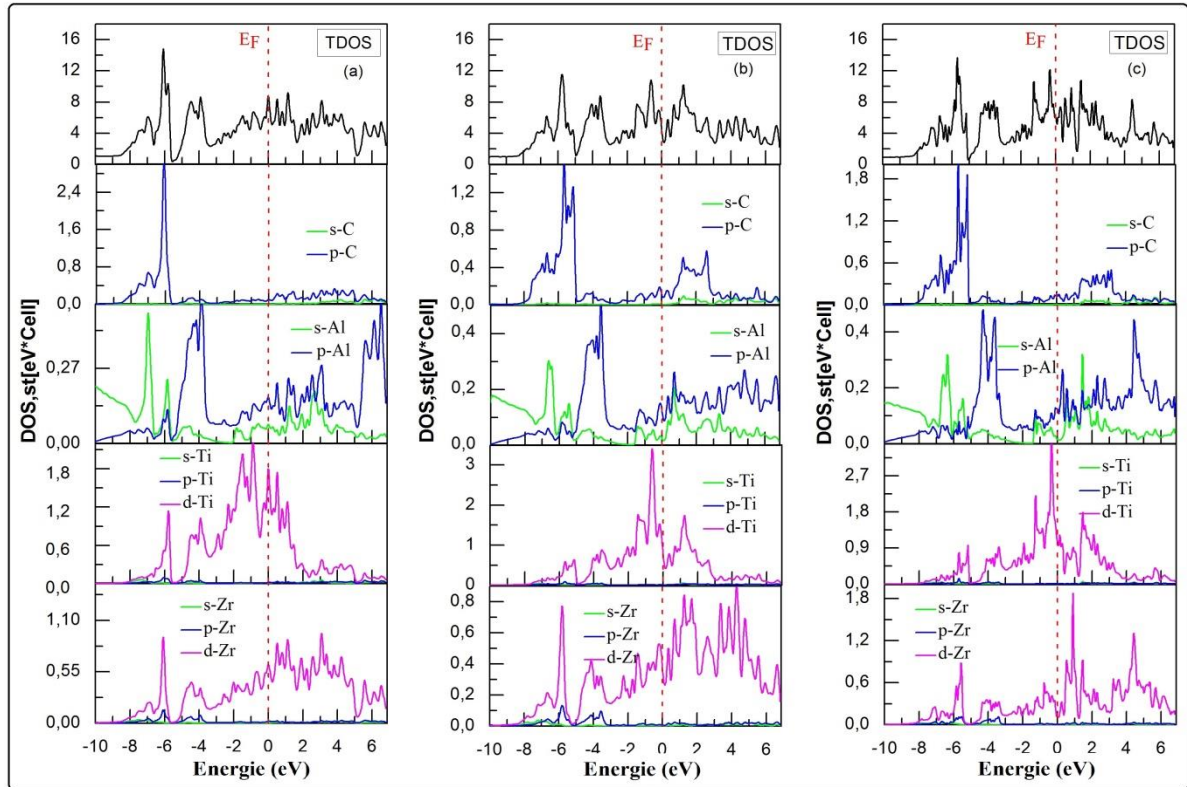 E_F
TDOS
(a)
16
12
8
4
0
2,4
1,6
0,8
0,0
s-C
p-C
0,27
0,00
s-Al
p-Al
1,8
1,2
0,6
0,0
s-Ti
p-Ti
d-Ti
1,10
0,55
0,00
s-Zr
p-Zr
d-Zr
DOS,st[eV*Cell]
-10 -8 -6 -4 -2 0 2 4 6
Energie (eV)
E_F
TDOS
(b)
16
12
8
4
0
1,2
0,8
0,4
0,0
s-C
p-C
0,4
0,2
0,0
s-Al
p-Al
3
2
1
0
s-Ti
p-Ti
d-Ti
0,8
0,6
0,4
0,2
0,0
s-Zr
p-Zr
d-Zr
DOS,st[eV*Cell]
-10 -8 -6 -4 -2 0 2 4 6
Energie (eV)
E_F
TDOS
(c)
16
12
8
4
0
1,8
1,2
0,6
0,0
s-C
p-C
0,4
0,2
0,0
s-Al
p-Al
2,7
1,8
0,9
0,0
s-Ti
p-Ti
d-Ti
1,8
1,2
0,6
0,0
s-Zr
p-Zr
d-Zr
DOS,st[eV*Cell]
-10 -8 -6 -4 -2 0 2 4 6
Energie (eV)